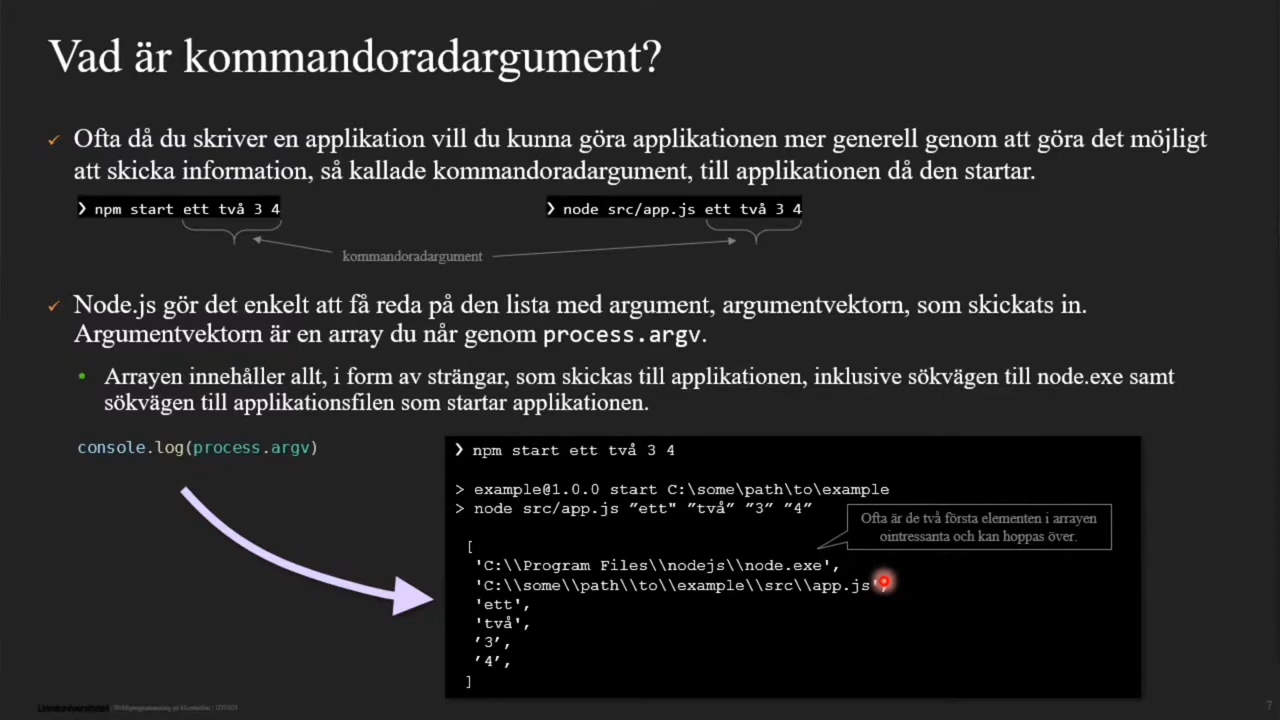 Vad är kommandoradargument?
Ofta då du skriver en applikation vill du kunna göra applikationen mer generell genom att göra det möjligt
att skicka information, så kallade kommandoradargument, till applikationen då den startar.
❯ npm start ett två 3 4
❯ node src/app.js ett två 3 4
kommandoradargument
Node.js gör det enkelt att få reda på den lista med argument, argumentvektorn, som skickats in.
Argumentvektorn är en array du når genom process.argv.
Arrayen innehåller allt, i form av strängar, som skickas till applikationen, inklusive sökvägen till node.exe samt
sökvägen till applikationsfilen som startar applikationen.
console.log(process.argv)
❯ npm start ett två 3 4
> example@1.0.0 start C:\some\path\to\example
> node src/app.js ”ett" ”två” ”3” ”4”
Ofta är de två första elementen i arrayen
ointressanta och kan hoppas över.
[
'C:\\Program Files\\nodejs\\node.exe',
'C:\\some\\path\\to\\example\\src\\app.js',
'ett',
'två',
’3’,
’4’,
]
Linnéuniversitetet
7